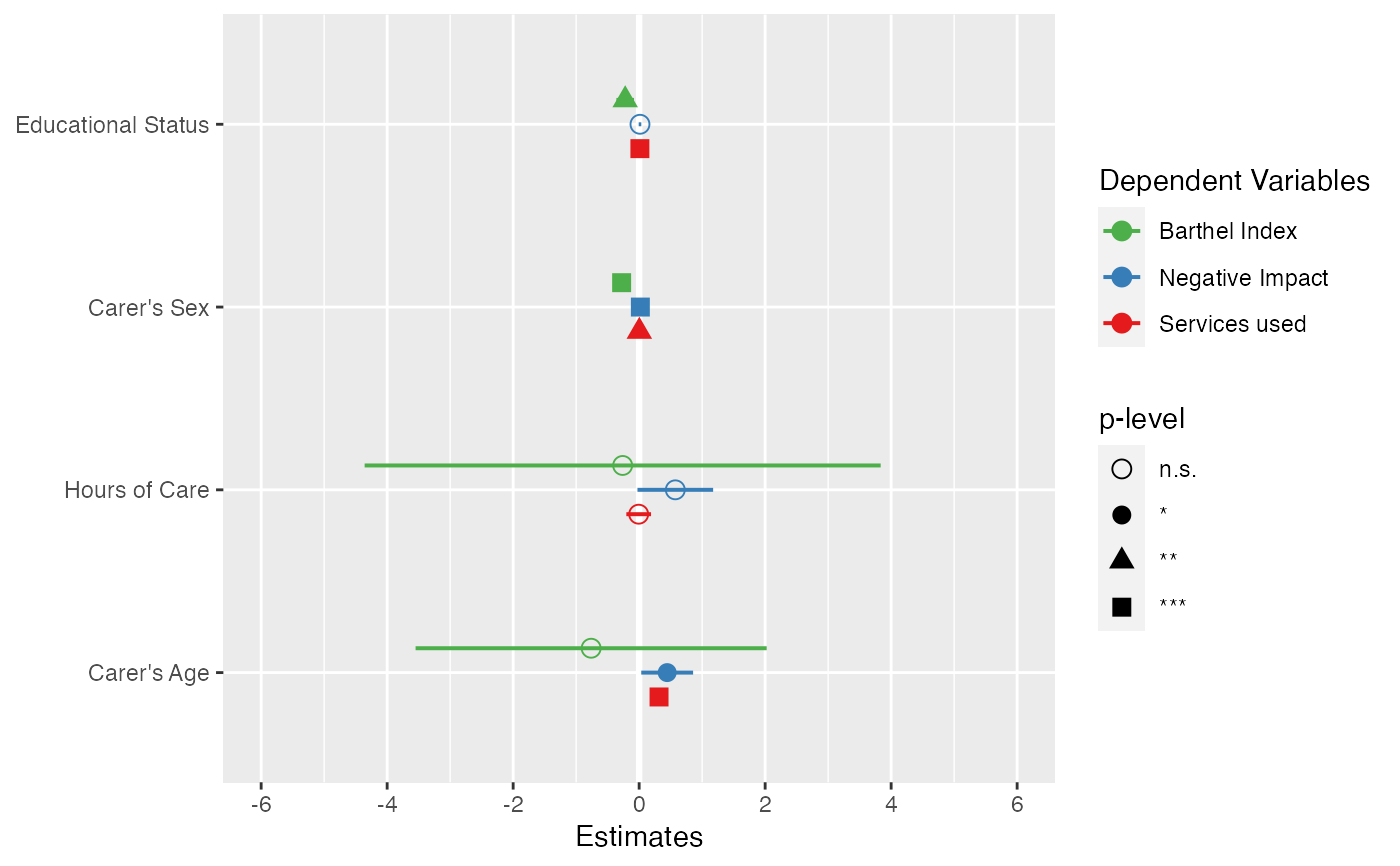 Educational Status
Carer's Sex
Hours of Care
Carer's Age
-6 -4 -2 0 2 4 6
Estimates
Dependent Variables
Barthel Index
Negative Impact
Services used
p-level
n.s.
*
**
***